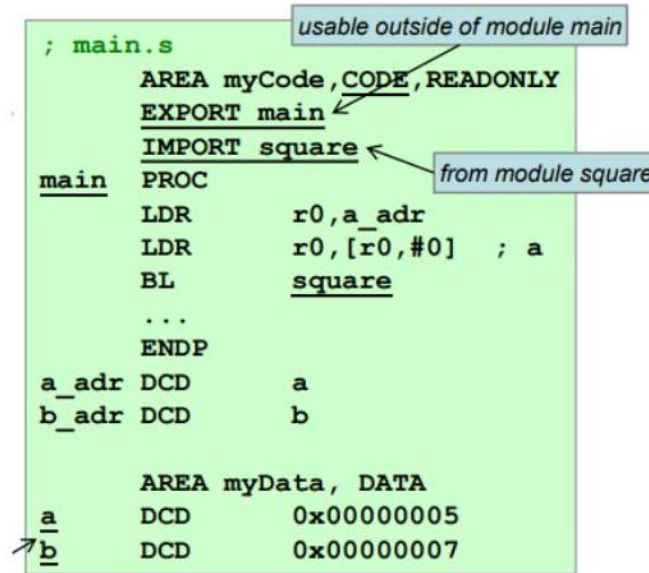 usable outside of module main
; main.s
AREA myCode,CODE,READONLY
EXPORT main
IMPORT square
from module square
main PROC
LDR r0,a_adr
LDR r0,[r0,#0] ; a
BL square
...
ENDP
a_adr DCD a
b_adr DCD b
AREA myData, DATA
a DCD 0x00000005
b DCD 0x00000007